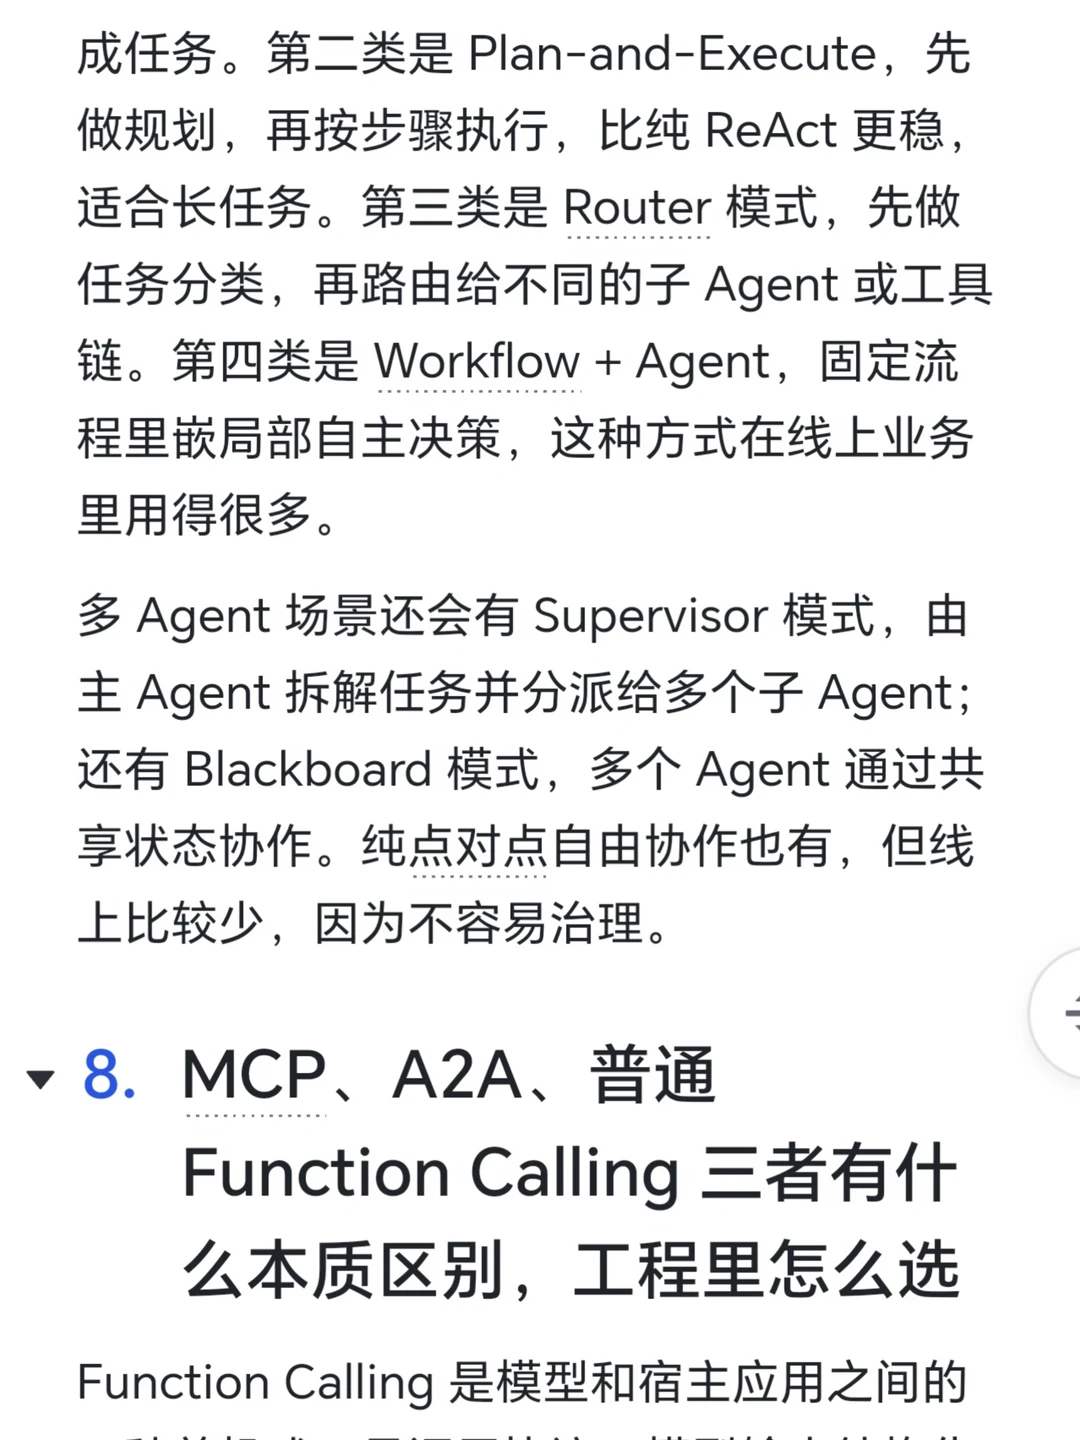 成任务。第二类是 Plan-and-Execute，先
做规划，再按步骤执行，比纯 ReAct 更稳，
适合长任务。第三类是 Router 模式，先做
任务分类，再路由给不同的子 Agent 或工具
链。第四类是 Workflow + Agent，固定流
程里嵌局部自主决策，这种方式在线上业务
里用得很多。
多 Agent 场景还会有 Supervisor 模式，由
主 Agent 拆解任务并分派给多个子 Agent；
还有 Blackboard 模式，多个 Agent 通过共
享状态协作。纯点对点自由协作也有，但线
上比较少，因为不容易治理。
8. MCP、A2A、普通
Function Calling 三者有什
么本质区别，工程里怎么选
Function Calling 是模型和宿主应用之间的